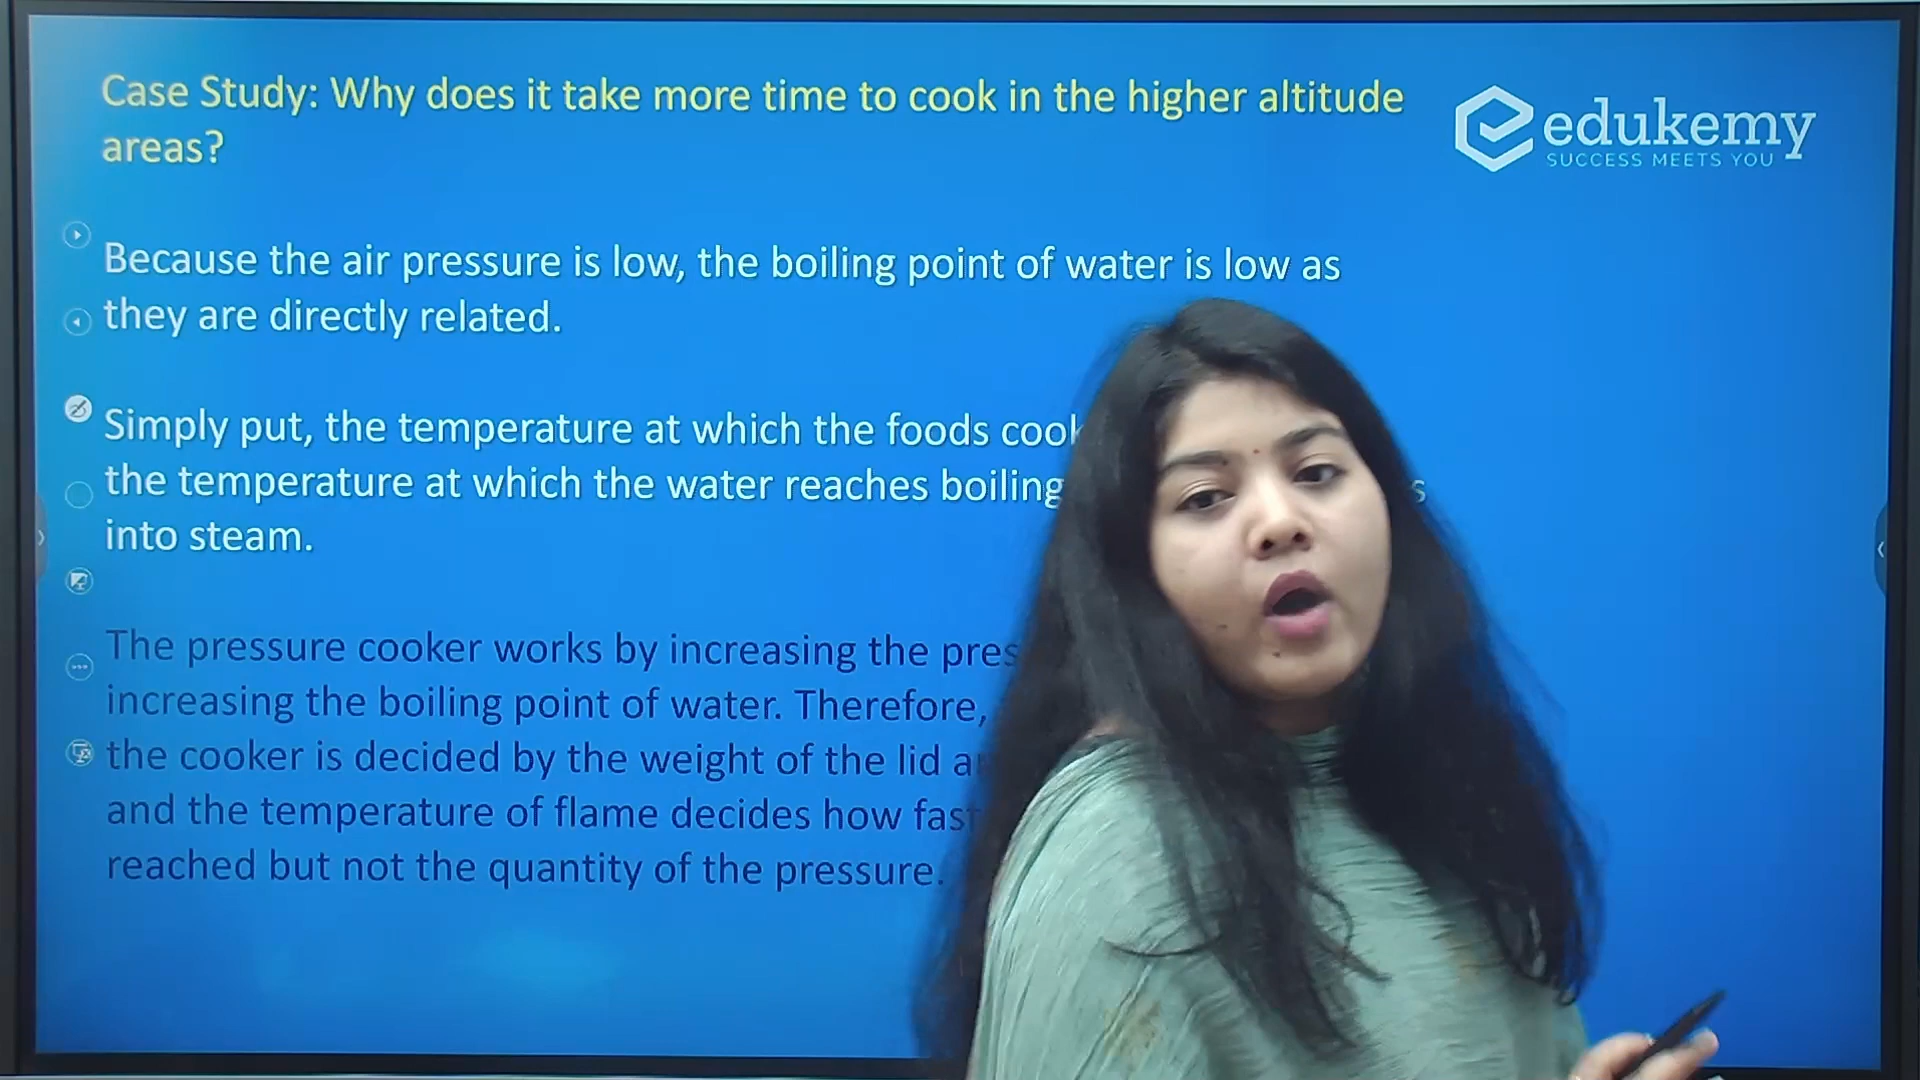 Case Study: Why does it take more time to cook in the higher altitude
areas?
edukemy
SUCCESS MEETS YOU
Because the air pressure is low, the boiling point of water is low as
they are directly related.
Simply put, the temperature at which the foods
the temperature at which the water reaches boiling
into steam.
The pressure cooker works by increasing the
increasing the boiling point of water. Therefore,
the cooker is decided by the weight of the lid
and the temperature of flame decides how
reached but not the quantity of the pressure.